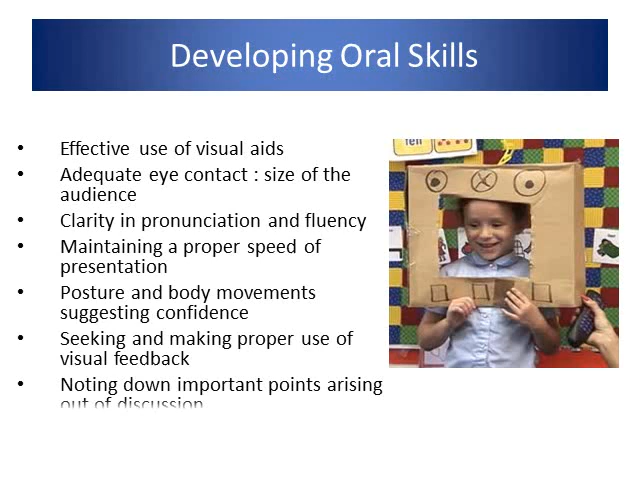 Developing Oral Skills
• Effective use of visual aids
• Adequate eye contact : size of the
audience
• Clarity in pronunciation and fluency
• Maintaining a proper speed of
presentation
• Posture and body movements
suggesting confidence
• Seeking and making proper use of
visual feedback
• Noting down important points arising
out of discussion